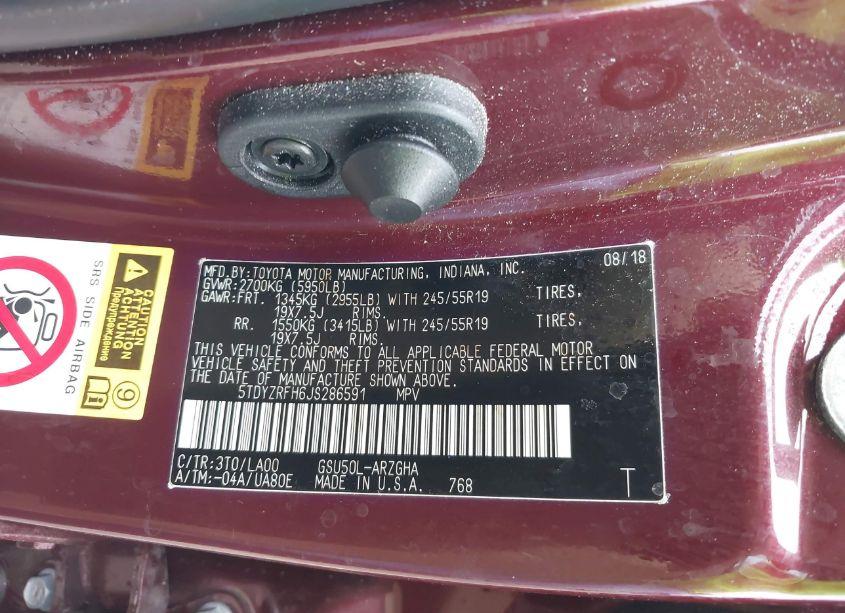 MFD.BY:TOYOTA MOTOR MANUFACTURING, INDIANA, INC. 08/18
GVWR:2700KG (5950LB)
GAWR:FRT. 1345KG (2955LB) WITH 245/55R19 TIRES,
19X7.5J RIMS.
RR. 1550KG (3415LB) WITH 245/55R19 TIRES,
19X7.5J RIMS.
THIS VEHICLE CONFORMS TO ALL APPLICABLE FEDERAL MOTOR
VEHICLE SAFETY AND THEFT PREVENTION STANDARDS IN EFFECT ON
THE DATE OF MANUFACTURE SHOWN ABOVE.
5TDYZRFH6JS286591 MPV
C/TR:3T0/LA00 GSU50L-ARZGHA
A/TM:-04A/UA80E MADE IN U.S.A. 768 T
SRS SIDE AIRBAG
CAUTION
ATTENTION
ACHTUNG
Предупреждение
9
i